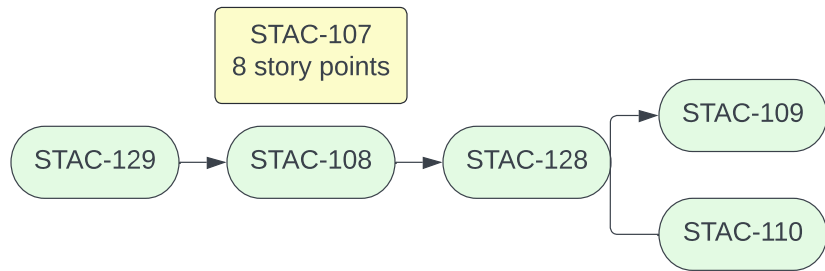 STAC-107
8 story points
STAC-129
STAC-108
STAC-128
STAC-109
STAC-110